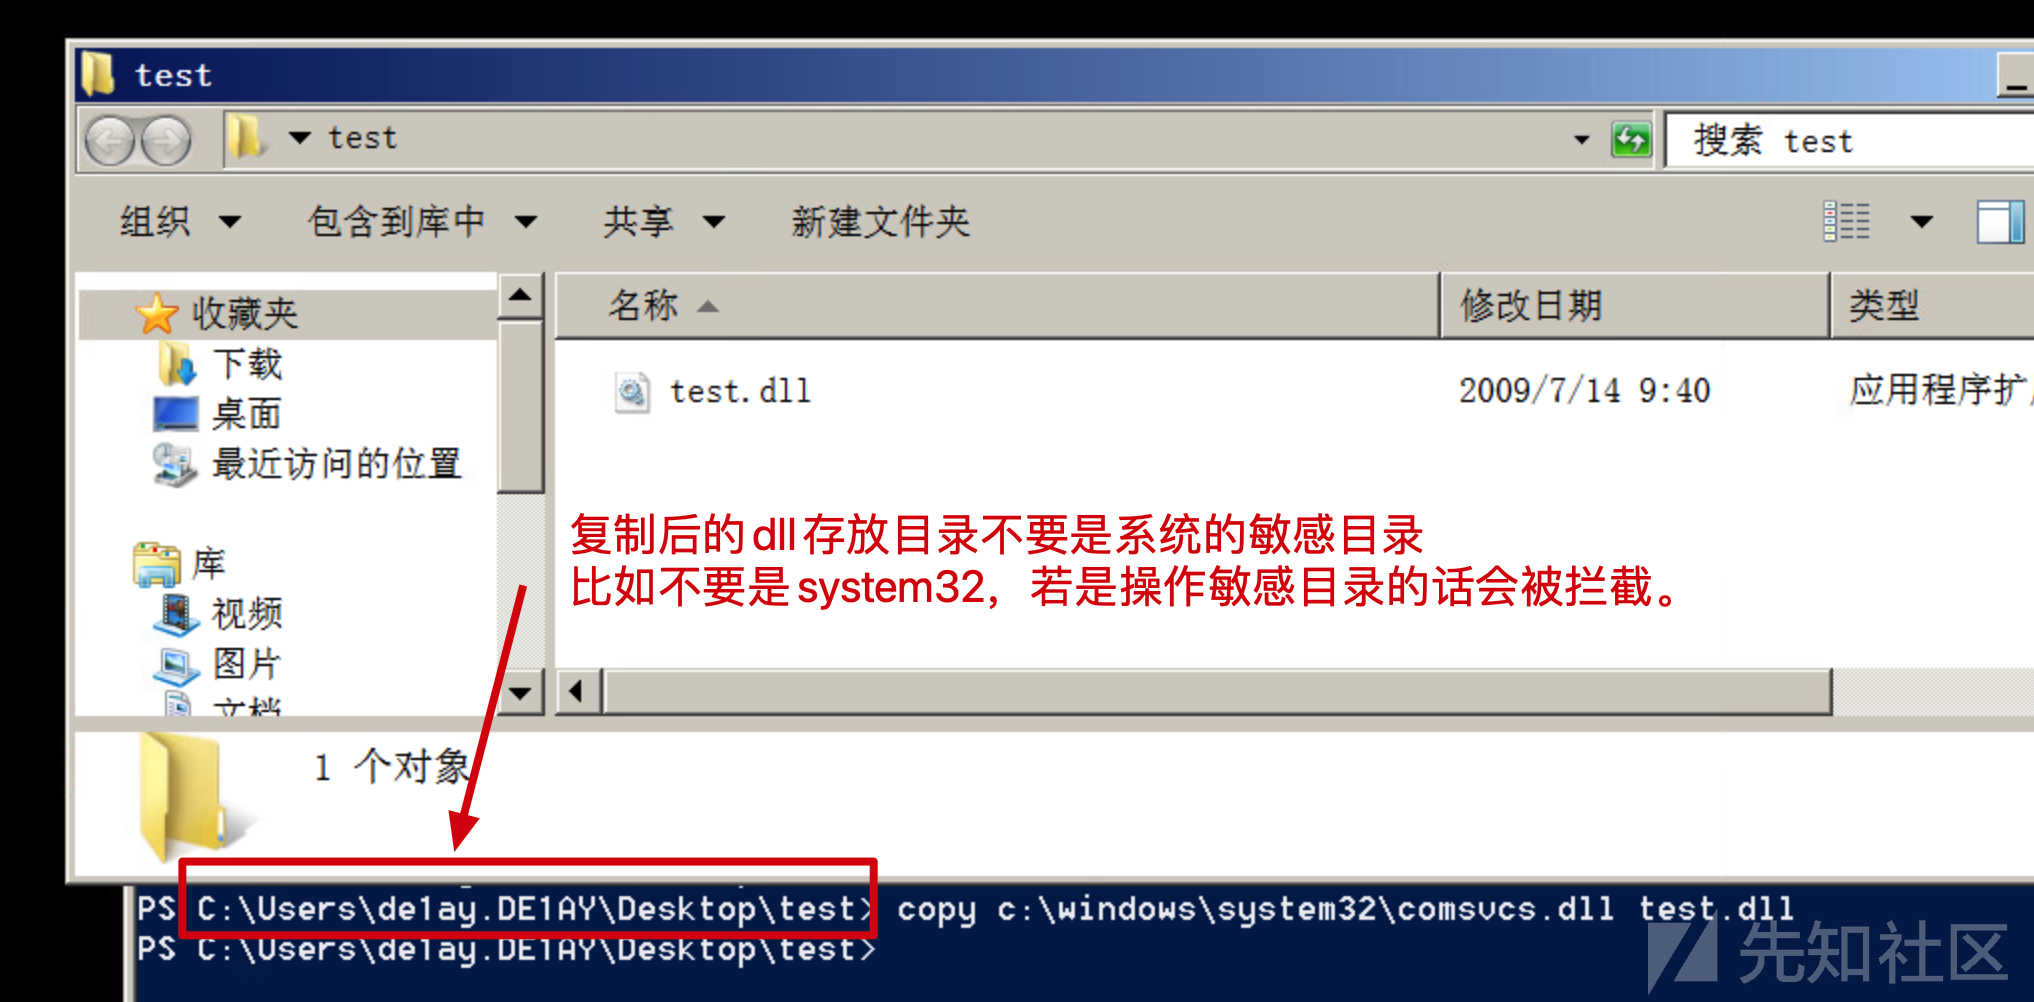 test
test
搜索 test
组织 包含到库中 共享 新建文件夹
名称 修改日期 类型
收藏夹
下载
桌面
最近访问的位置
库
视频
图片
文档
test.dll 2009/7/14 9:40 应用程序扩
复制后的dll存放目录不要是系统的敏感目录
比如不要是system32，若是操作敏感目录的话会被拦截。
1 个对象
PS C:\Users\de1ay.DE1AY\Desktop\test> copy c:\windows\system32\comsvcs.dll test.dll
PS C:\Users\de1ay.DE1AY\Desktop\test>
先知社区